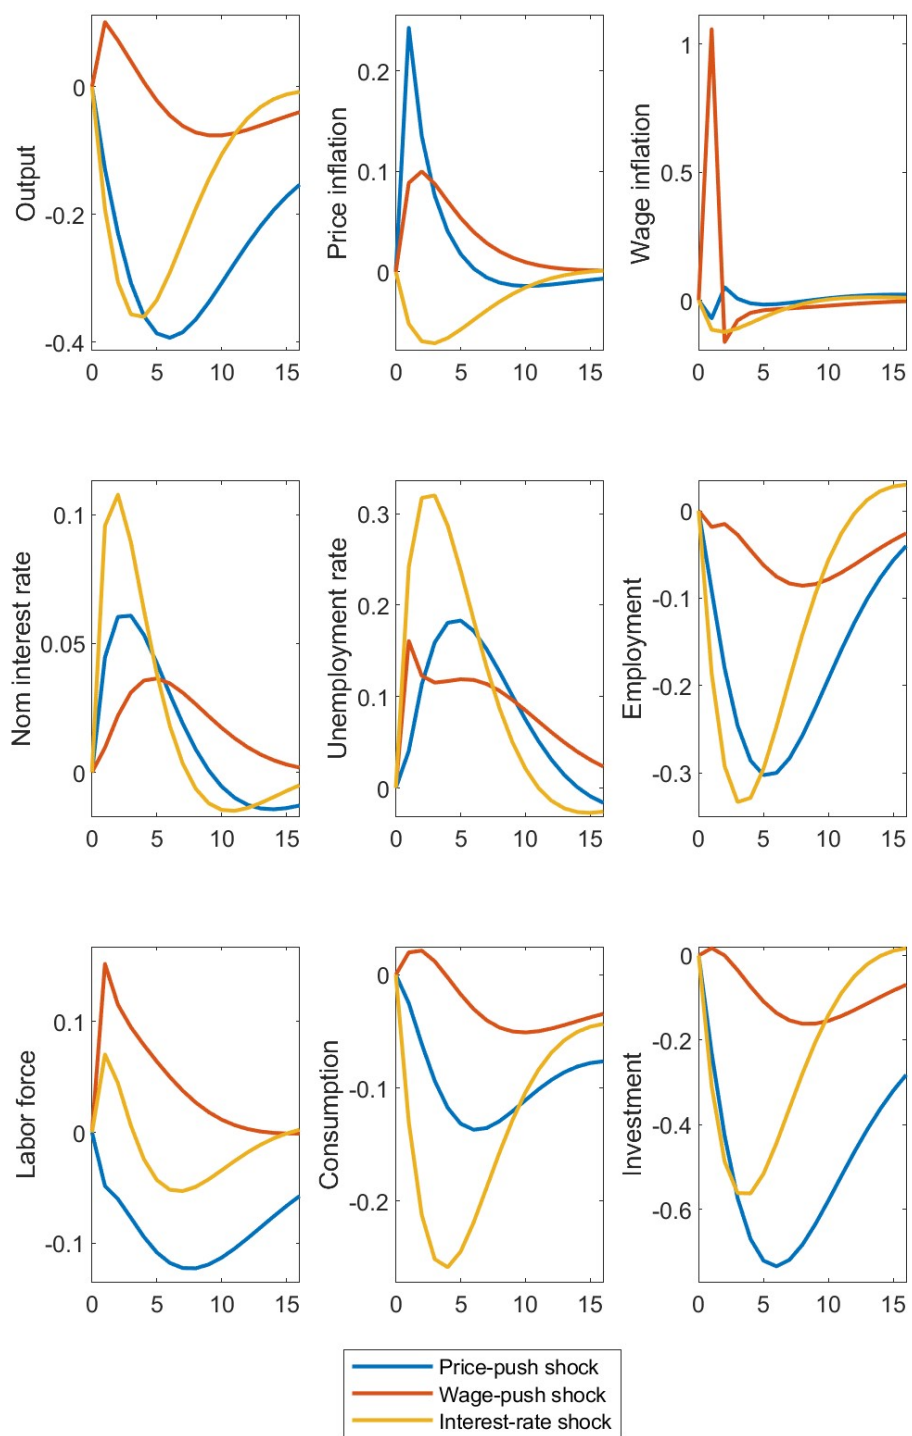 Output
0
-0.2
-0.4
0 5 10 15
Price inflation
0.2
0.1
0
0 5 10 15
Wage inflation
1
0.5
0
0 5 10 15
Nom interest rate
0.1
0.05
0
0 5 10 15
Unemployment rate
0.3
0.2
0.1
0
0 5 10 15
Employment
0
-0.1
-0.2
-0.3
0 5 10 15
Labor force
0.1
0
-0.1
0 5 10 15
Consumption
0
-0.1
-0.2
0 5 10 15
Investment
0
-0.2
-0.4
-0.6
0 5 10 15
Price-push shock
Wage-push shock
Interest-rate shock